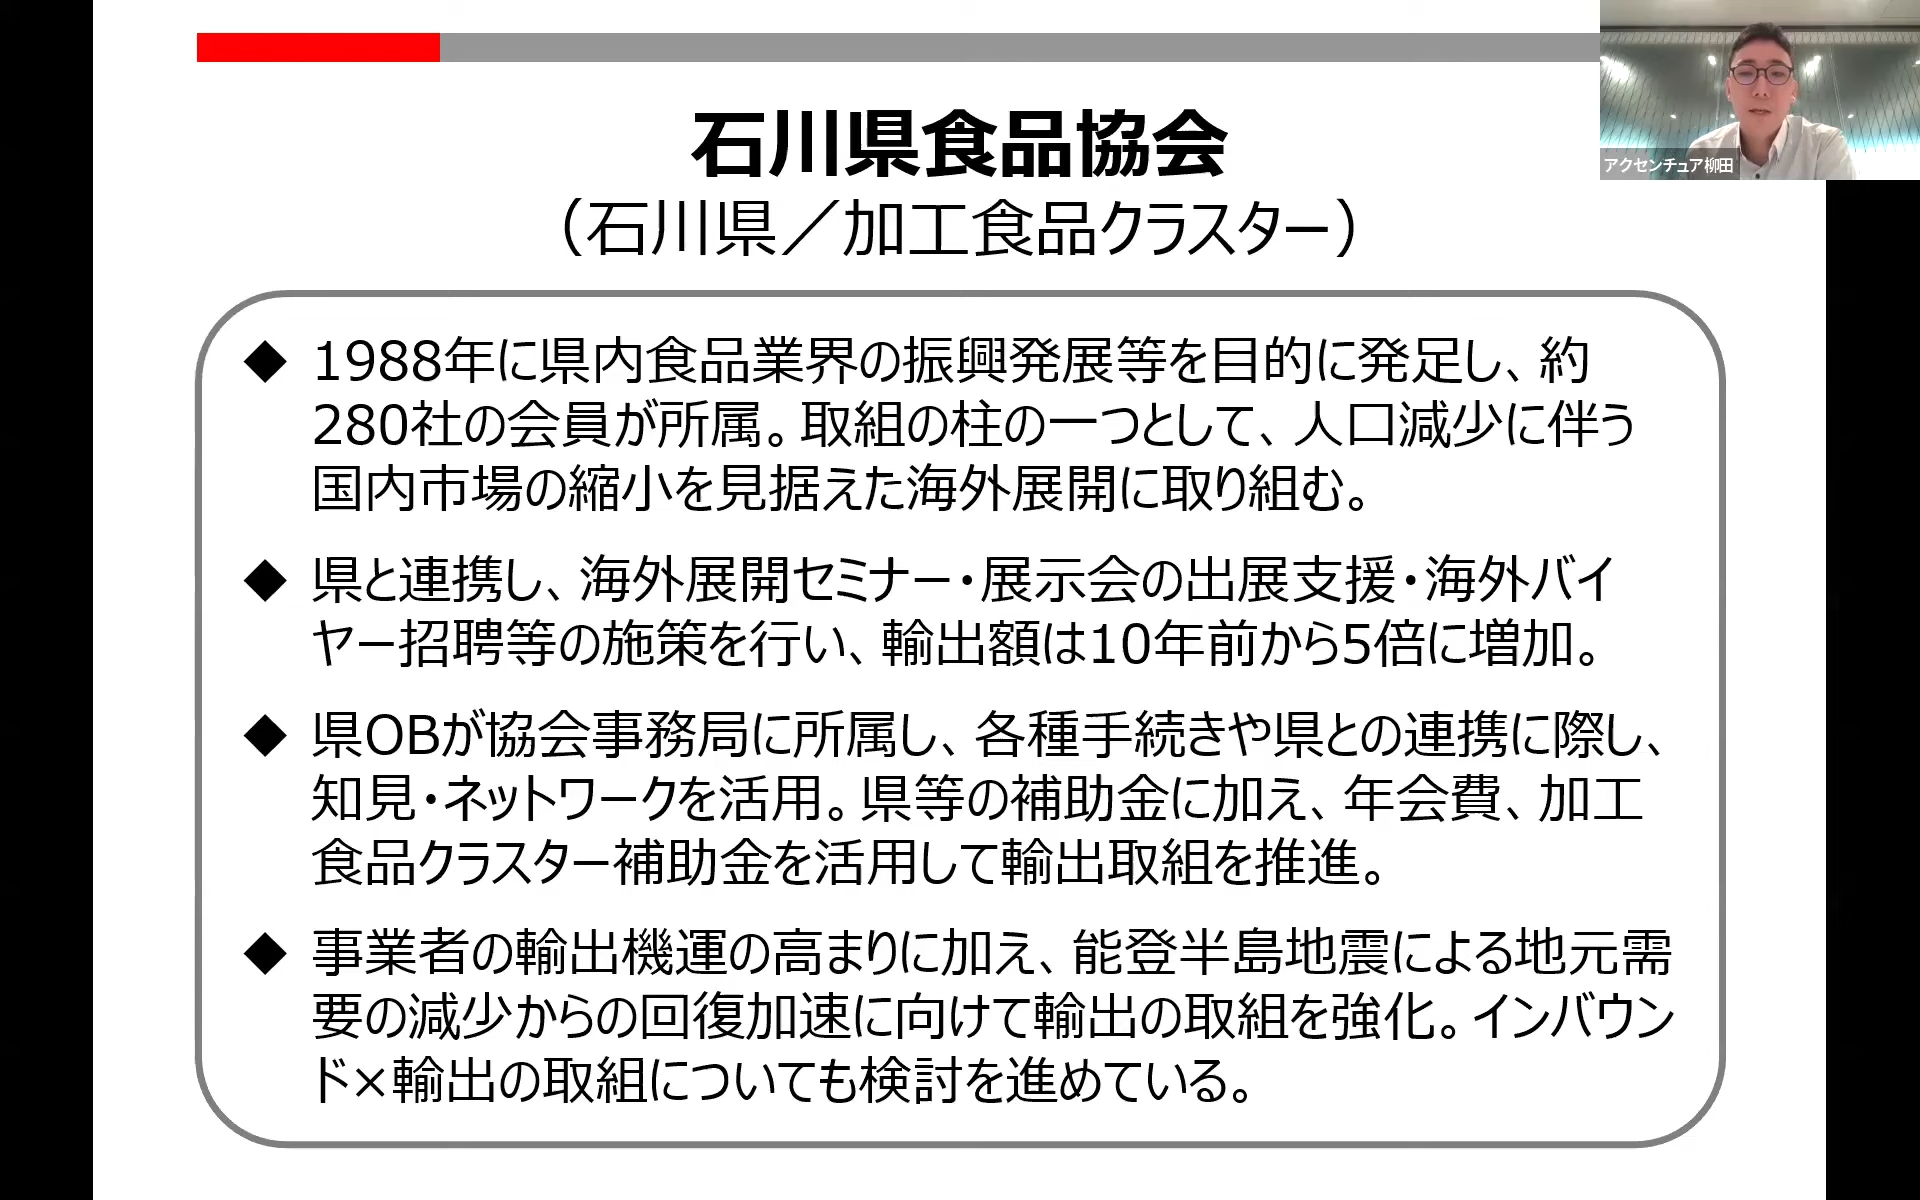 石川県食品協会
（石川県／加工食品クラスター）
アクセンチュア柳田
◆ 1988年に県内食品業界の振興発展等を目的に発足し、約
280社の会員が所属。取組の柱の一つとして、人口減少に伴う
国内市場の縮小を見据えた海外展開に取り組む。
◆ 県と連携し、海外展開セミナー・展示会の出展支援・海外バイ
ヤー招聘等の施策を行い、輸出額は10年前から5倍に増加。
◆ 県OBが協会事務局に所属し、各種手続きや県との連携に際し、
知見・ネットワークを活用。県等の補助金に加え、年会費、加工
食品クラスター補助金を活用して輸出取組を推進。
◆ 事業者の輸出機運の高まりに加え、能登半島地震による地元需
要の減少からの回復加速に向けて輸出の取組を強化。インバウン
ド×輸出の取組についても検討を進めている。